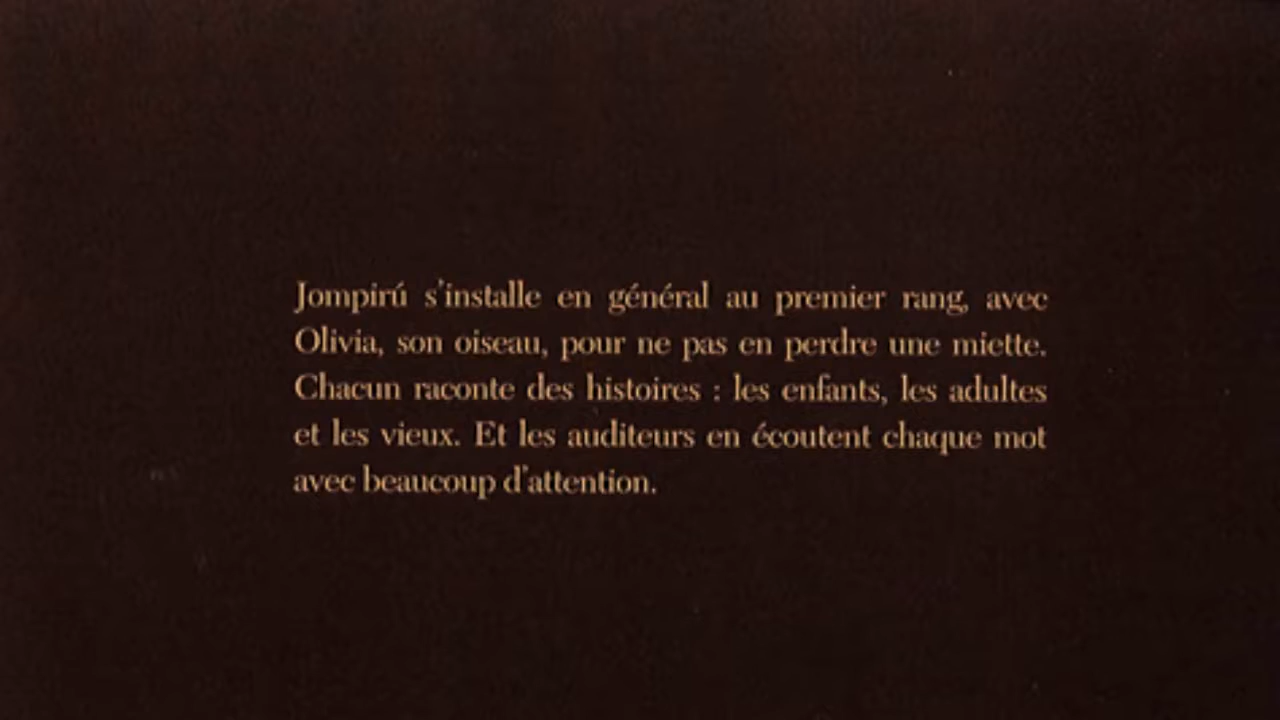 Jompirú s'installe en général au premier rang, avec
Olivia, son oiseau, pour ne pas en perdre une miette.
Chacun raconte des histoires : les enfants, les adultes
et les vieux. Et les auditeurs en écoutent chaque mot
avec beaucoup d'attention.